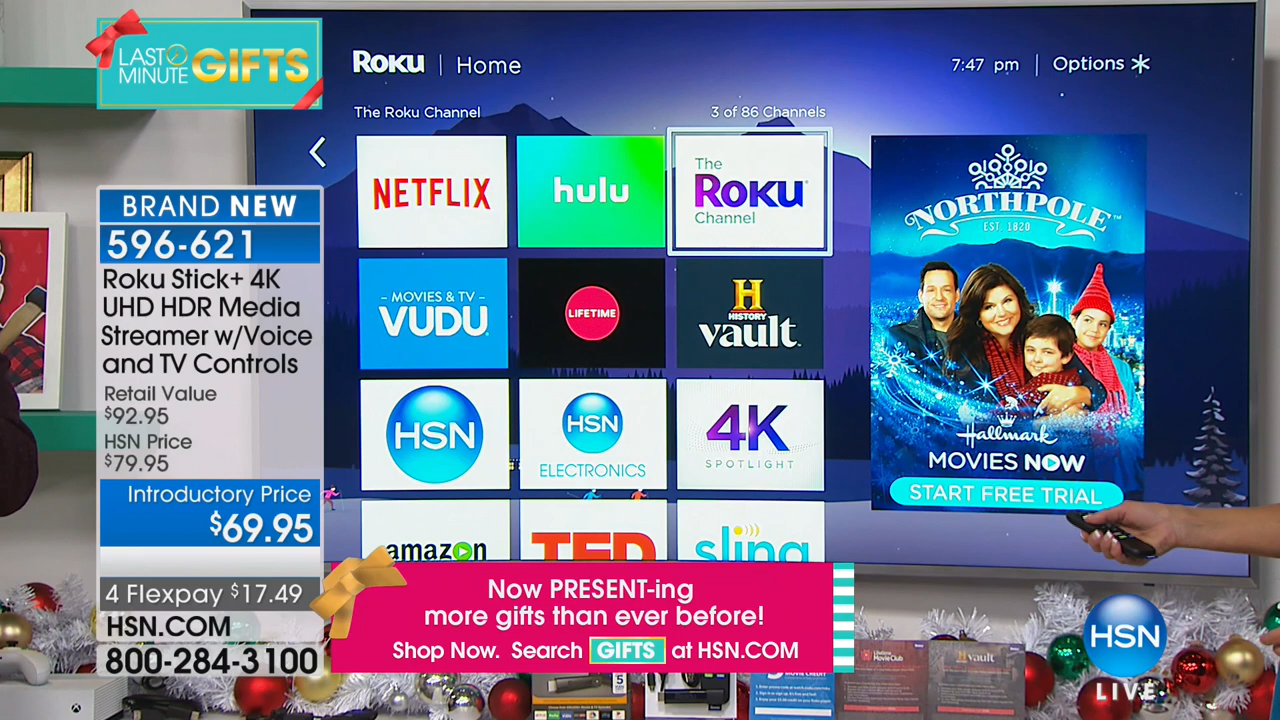 LAST
MINUTE
GIFTS
BRAND NEW
596-621
Roku Stick+ 4K
UHD HDR Media
Streamer w/Voice
and TV Controls
Retail Value
$92.95
HSN Price
$79.95
Introductory Price
$69.95
4 Flexpay $17.49
HSN.COM
800-284-3100
ROKU | Home
7:47 pm | Options
The Roku Channel
3 of 86 Channels
NETFLIX
hulu
The
ROKU
Channel
- MOVIES & TV -
VUDU
LIFETIME
H
HISTORY
vault
HSN
HSN
ELECTRONICS
4K
SPOTLIGHT
amazon
TED
sling
NORTHPOLE™
EST. 1820
Hallmark
MOVIES NOW
START FREE TRIAL
Now PRESENT-ing
more gifts than ever before!
Shop Now. Search GIFTS at HSN.COM
HSN
LIVE
MovieClub
H vault
MOVIE CREDIT